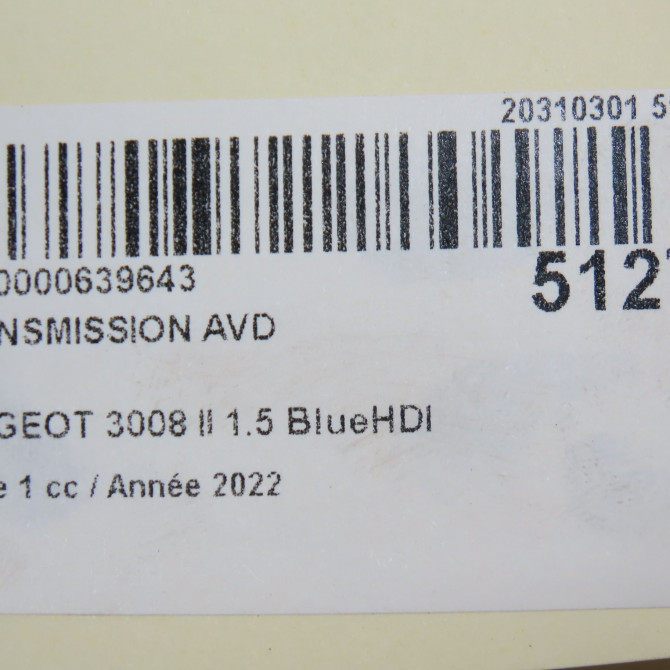 20310301 5
0000639643
512
NSMISSION AVD
GEOT 3008 II 1.5 BlueHDI
e 1 cc / Année 2022